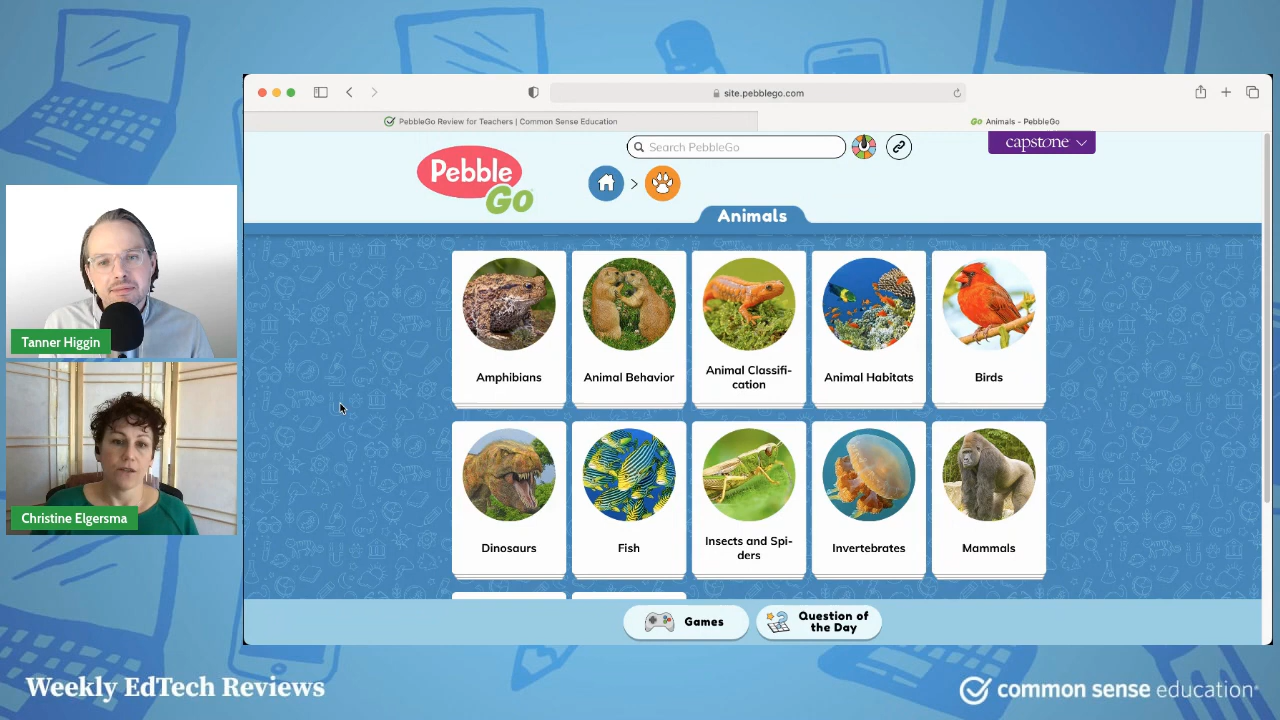 site.pebblego.com
PebbleGo Review for Teachers | Common Sense Education
Go Animals - PebbleGo
Search PebbleGo
capstone
Pebble
Go
Animals
Amphibians
Animal Behavior
Animal Classifi-
cation
Animal Habitats
Birds
Dinosaurs
Fish
Insects and Spi-
ders
Invertebrates
Mammals
Games
Question of
the Day
Tanner Higgin
Christine Elgersma
Weekly EdTech Reviews
common sense education®